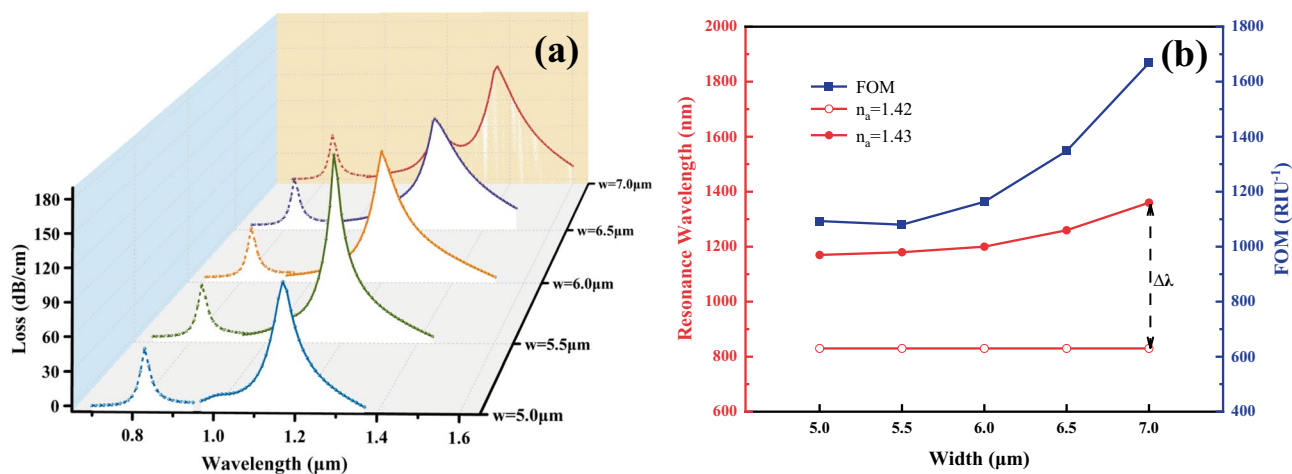 (a)
180
150
120
90
60
30
0
Loss (dB/cm)
0.8
1.0
1.2
1.4
1.6
Wavelength (μm)
w=7.0μm
w=6.5μm
w=6.0μm
w=5.5μm
w=5.0μm
(b)
2000
1800
1600
1400
1200
1000
800
600
Resonance Wavelength (nm)
FOM
nₐ=1.42
nₐ=1.43
Δλ
5.0
5.5
6.0
6.5
7.0
Width (μm)
1800
1600
1400
1200
1000
800
600
400
FOM (RIU⁻¹)